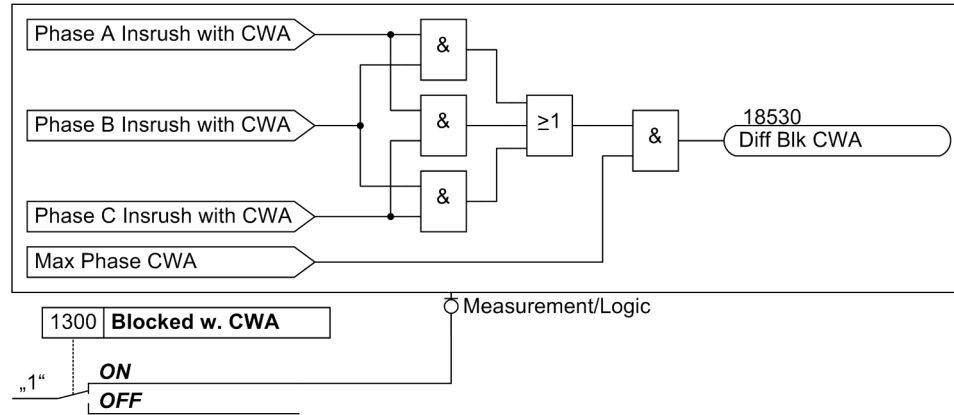 Phase A Insrush with CWA
&
Phase B Insrush with CWA
&
≥1
&
18530
Diff Blk CWA
&
Phase C Insrush with CWA
Max Phase CWA
Measurement/Logic
1300 Blocked w. CWA
„1“
ON
OFF